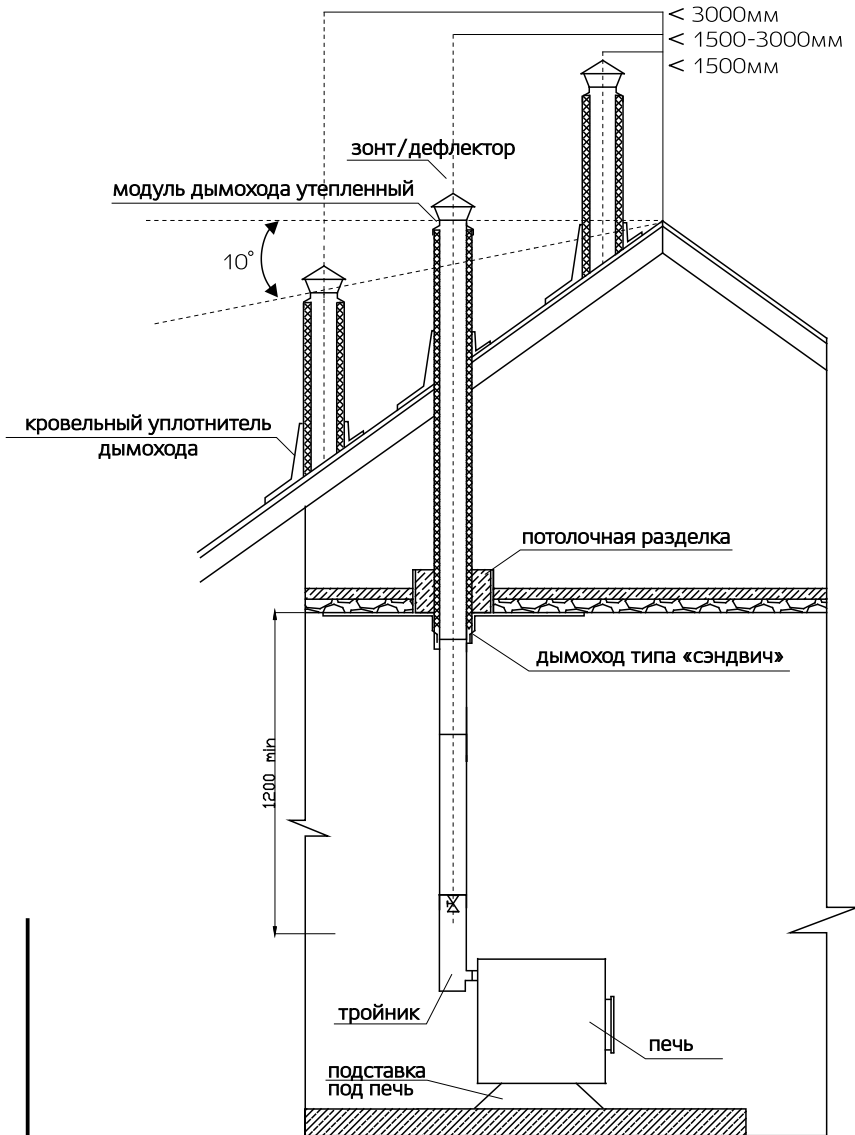 < 3000мм
< 1500-3000мм
< 1500мм
зонт/дефлектор
модуль дымохода утепленный
10°
кровельный уплотнитель
дымохода
потолочная разделка
дымоход типа «сэндвич»
1200 min
тройник
печь
подставка
под печь